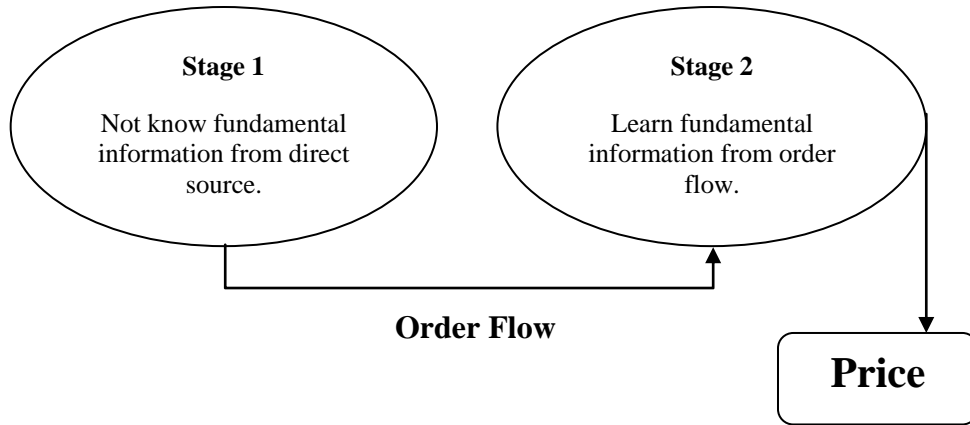 Stage 1
Not know fundamental
information from direct
source.
Stage 2
Learn fundamental
information from order
flow.
Order Flow
Price